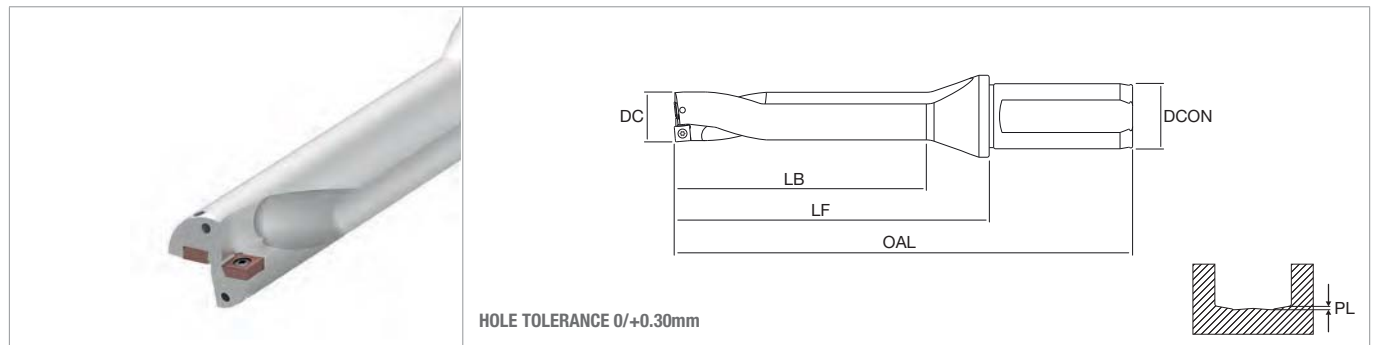 DC
DCON
LB
LF
OAL
HOLE TOLERANCE 0/+0.30mm
PL